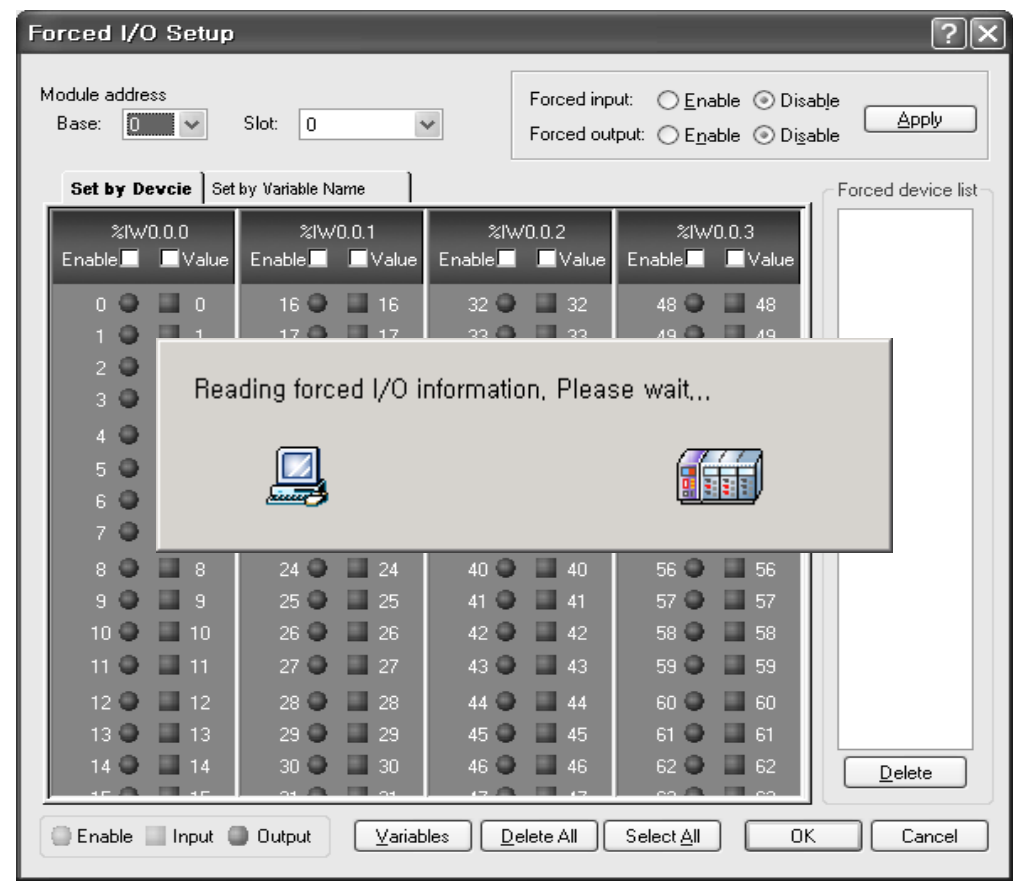 Forced I/O Setup
Module address
Base: 0 Slot: 0
Forced input: Enable Disable
Forced output: Enable Disable
Apply
Set by Devcie Set by Variable Name
Forced device list
%IW0.0.0 %IW0.0.1 %IW0.0.2 %IW0.0.3
Enable Value Enable Value Enable Value Enable Value
0 0 16 16 32 32 48 48
1 1 17 17 33 33 49 49
2
Reading forced I/O information, Please wait,,,
3
4
5
6
7
8 8 24 24 40 40 56 56
9 9 25 25 41 41 57 57
10 10 26 26 42 42 58 58
11 11 27 27 43 43 59 59
12 12 28 28 44 44 60 60
13 13 29 29 45 45 61 61
14 14 30 30 46 46 62 62
Delete
Enable Input Output Variables Delete All Select All OK Cancel